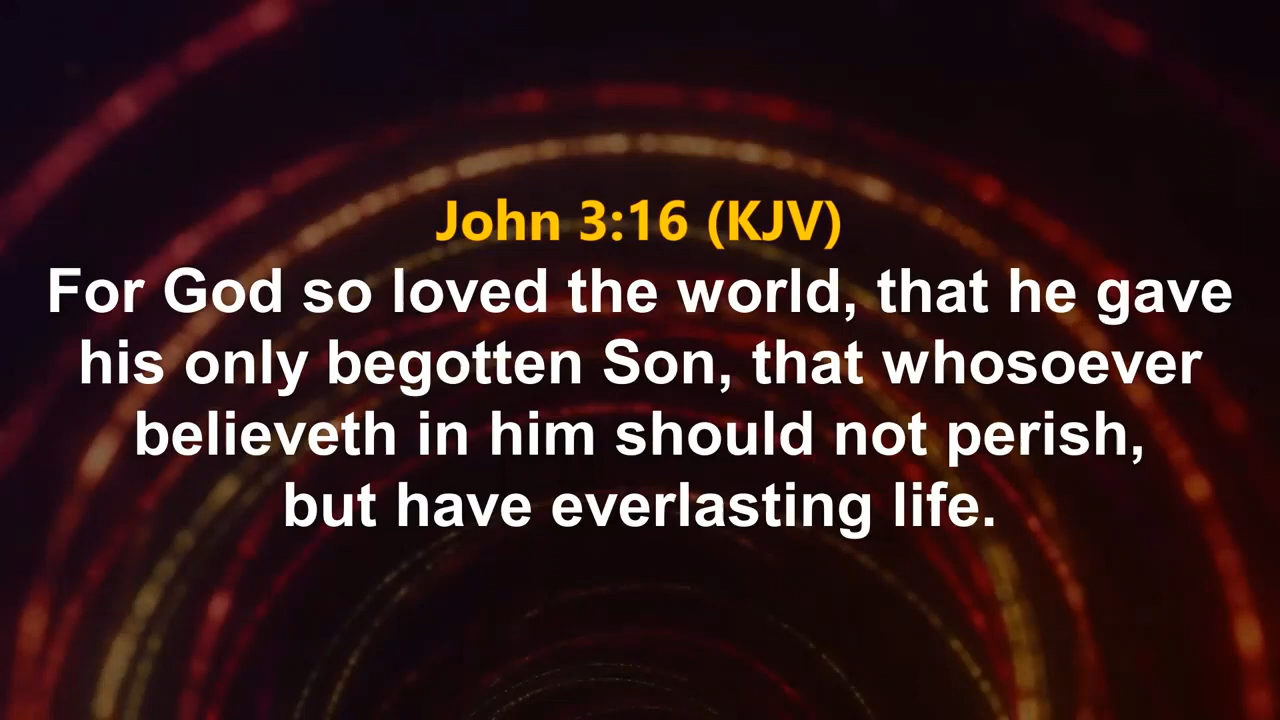 John 3:16 (KJV)
For God so loved the world, that he gave
his only begotten Son, that whosoever
believeth in him should not perish,
but have everlasting life.